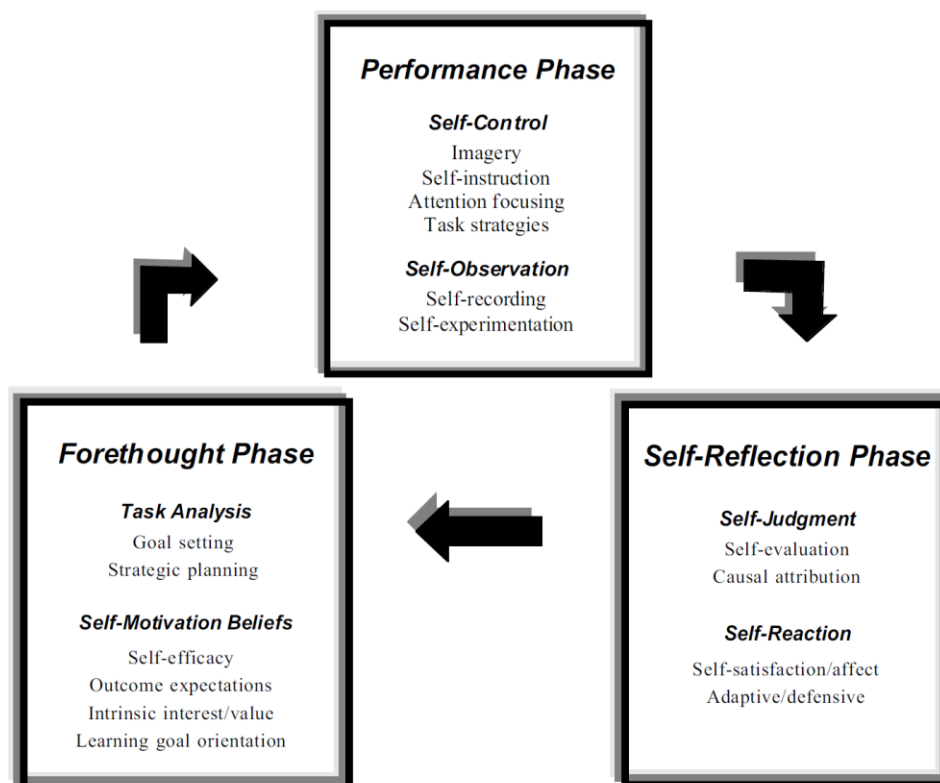 Performance Phase
Self-Control
Imagery
Self-instruction
Attention focusing
Task strategies
Self-Observation
Self-recording
Self-experimentation
Forethought Phase
Task Analysis
Goal setting
Strategic planning
Self-Motivation Beliefs
Self-efficacy
Outcome expectations
Intrinsic interest/value
Learning goal orientation
Self-Reflection Phase
Self-Judgment
Self-evaluation
Causal attribution
Self-Reaction
Self-satisfaction/affect
Adaptive/defensive